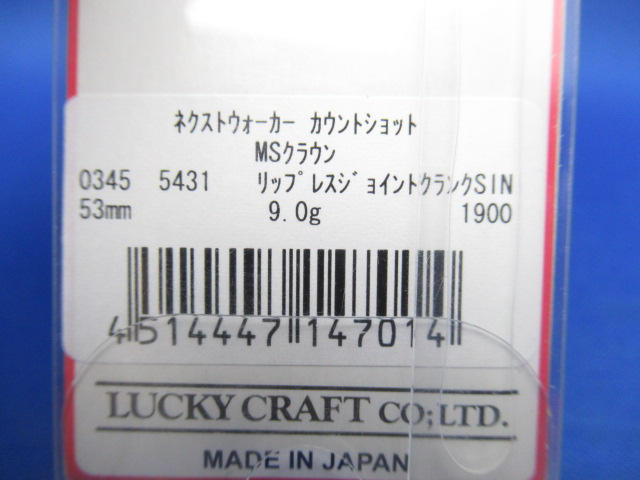 ﾈｸｽﾄｳｫｰｶｰ ｶｳﾝﾄｼｮｯﾄ
MSｸﾗｳﾝ
0345 5431 ﾘｯﾌﾟﾚｽｼﾞｮｲﾝﾄｸﾗﾝｸSIN
53mm 9.0g 1900
4514447147014
LUCKY CRAFT CO;LTD.
MADE IN JAPAN